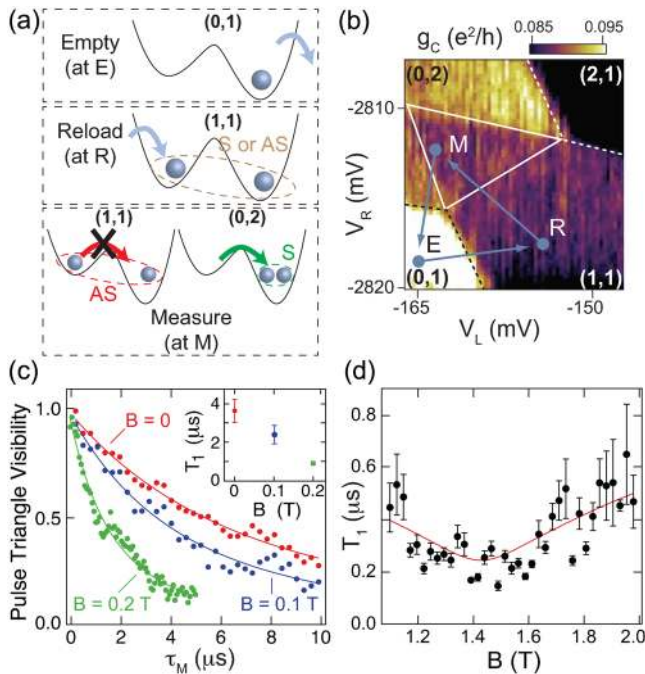 (a)
Empty
(at E)
(0,1)
Reload
(at R)
(1,1)
S or AS
(1,1)
(0,2)
AS
S
Measure
(at M)
(b)
g_C (e²/h)
0.085
0.095
(0,2)
(2,1)
M
R
E
(0,1)
(1,1)
-2810
-2820
V_R (mV)
-165
-150
V_L (mV)
(c)
Pulse Triangle Visibility
1.0
0.5
0.0
B = 0
B = 0.1 T
B = 0.2 T
0
2
4
6
8
10
τ_M (μs)
T_1 (μs)
4
2
0
0.0
0.1
0.2
B (T)
(d)
T_1 (μs)
0.8
0.6
0.4
0.2
0.0
1.2
1.4
1.6
1.8
2.0
B (T)